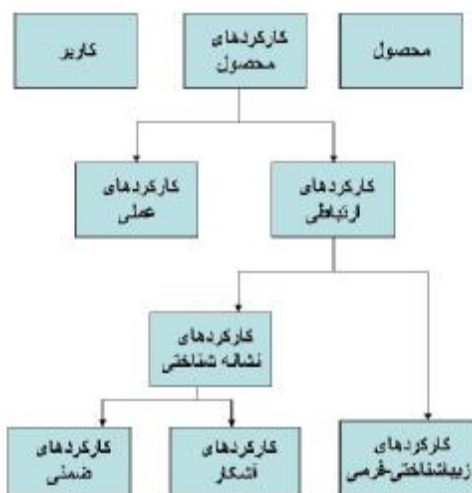 محصول
کارکردهای
محصول
کاربر
کارکردهای
ارتباطی
کارکردهای
عملی
کارکردهای
نشانه شناختی
کارکردهای
زیباشناختی-فرمی
کارکردهای
آشکار
کارکردهای
ضمنی